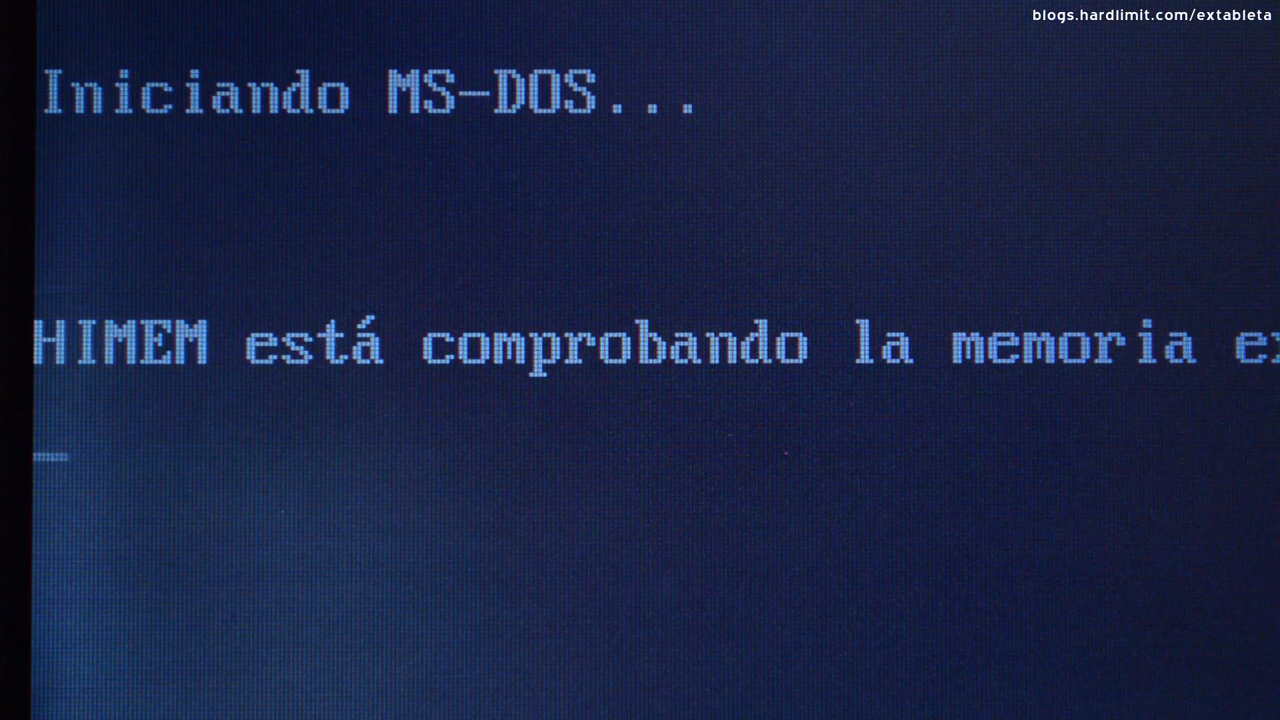 blogs.hardlimit.com/extableta
Iniciando MS-DOS...
HIMEM está comprobando la memoria